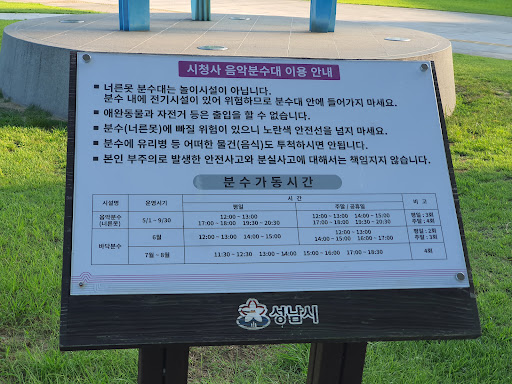 시청사 음악분수대 이용 안내
■ 너른못 분수대는 놀이시설이 아닙니다.
분수 내에 전기시설이 있어 위험하므로 분수대 안에 들어가지 마세요.
■ 애완동물과 자전거 등은 출입을 할 수 없습니다.
■ 분수(너른못)에 빠질 위험이 있으니 노란색 안전선을 넘지 마세요.
■ 분수에 유리병 등 어떠한 물건(음식)도 투척하시면 안됩니다.
■ 본인 부주의로 발생한 안전사고와 분실사고에 대해서는 책임지지 않습니다.
분수가동시간
시설명 운영시기 시 간 비 고
평일 주말 / 공휴일
음악분수 (너른못) 5/1 ~ 9/30 12:00 ~ 13:00 12:00 ~ 13:00 14:00 ~ 15:00 평일 : 3회
17:00 ~ 18:00 19:30 ~ 20:30 17:00 ~ 18:00 19:30 ~ 20:30 주말 : 4회
바닥분수 6월 12:00 ~ 13:00 14:00 ~ 15:00 12:00 ~ 13:00 평일 : 2회
14:00 ~ 15:00 16:00 ~ 17:00 주말 : 3회
7월 ~ 8월 11:30 ~ 12:30 13:00 ~ 14:00 15:00 ~ 16:00 17:00 ~ 18:00 4회
성남시